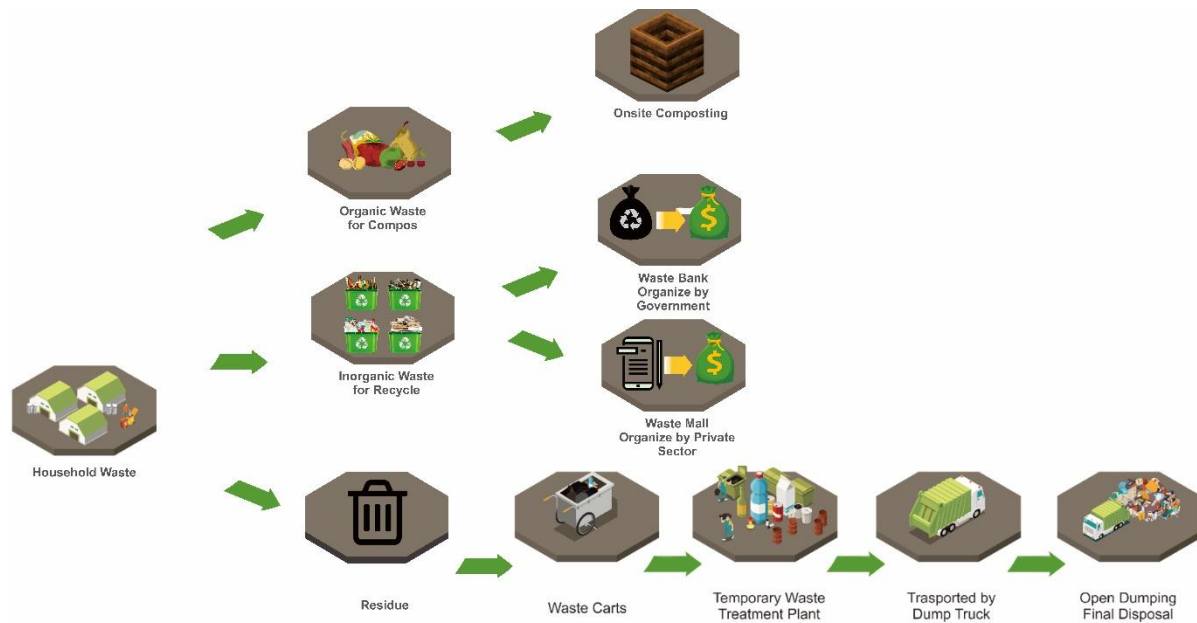 Onsite Composting
Organic Waste
for Compos
Waste Bank
Organize by
Government
Inorganic Waste
for Recycle
Waste Mall
Organize by Private
Sector
Household Waste
Residue
Waste Carts
Temporary Waste
Treatment Plant
Trasported by
Dump Truck
Open Dumping
Final Disposal